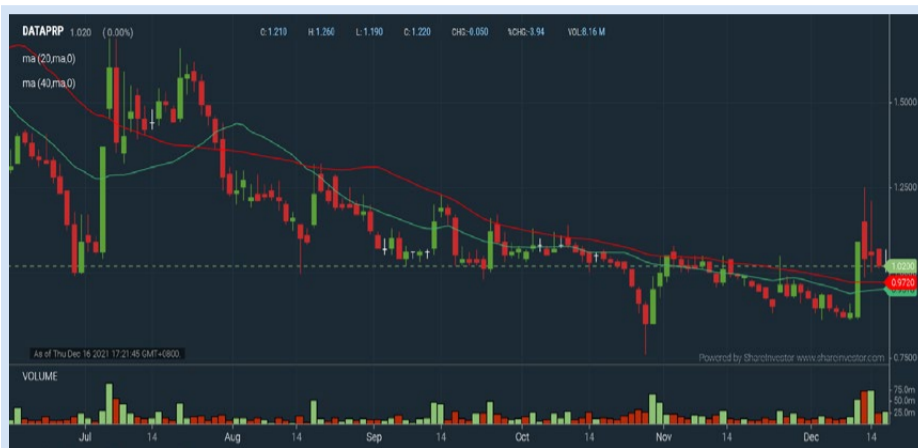 DATAPRP 1.020 (0.00%) O: 1.210 H: 1.260 L: 1.190 C: 1.220 CHG:-0.050 %CHG:-3.94 VOL:8.16 M
ma (20,ma,0)
ma (40,ma,0)
1.5000
1.2500
1.0200
0.9720
As of Thu Dec 16 2021 17:21:45 GMT+0800
Powered by ShareInvestor www.shareinvestor.com
0.7500
VOLUME
75.0m
50.0m
25.0m
Jul 14 Aug 14 Sep 14 Oct 14 Nov 14 Dec 14